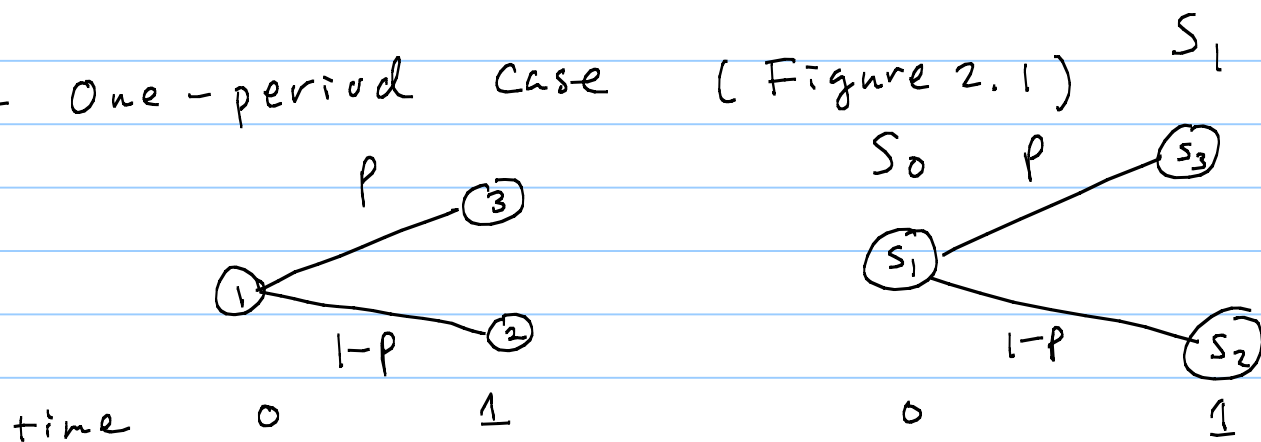 - One-period Case (Figure 2.1) S1
p 3
1
1-p 2
time 0 1
S0 p s3
s1
1-p s2
0 1